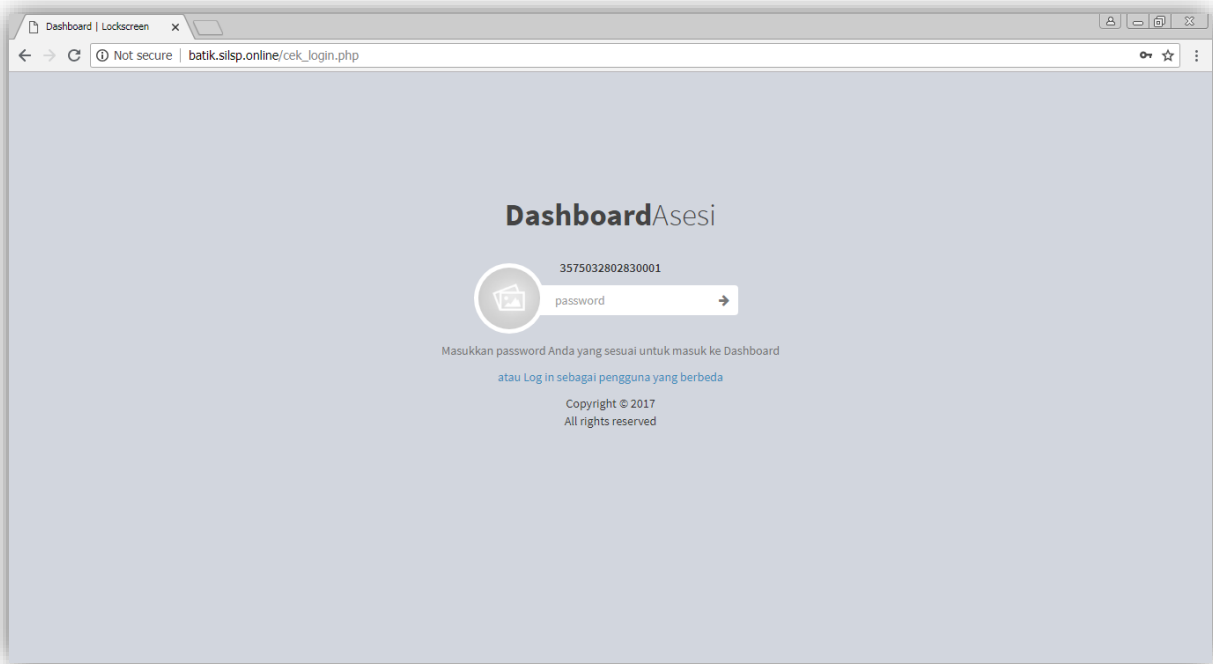 Dashboard | Lockscreen
Not secure | batik.silsp.online/cek_login.php
DashboardAsesi
3575032802830001
password
Masukkan password Anda yang sesuai untuk masuk ke Dashboard
atau Log in sebagai pengguna yang berbeda
Copyright © 2017
All rights reserved